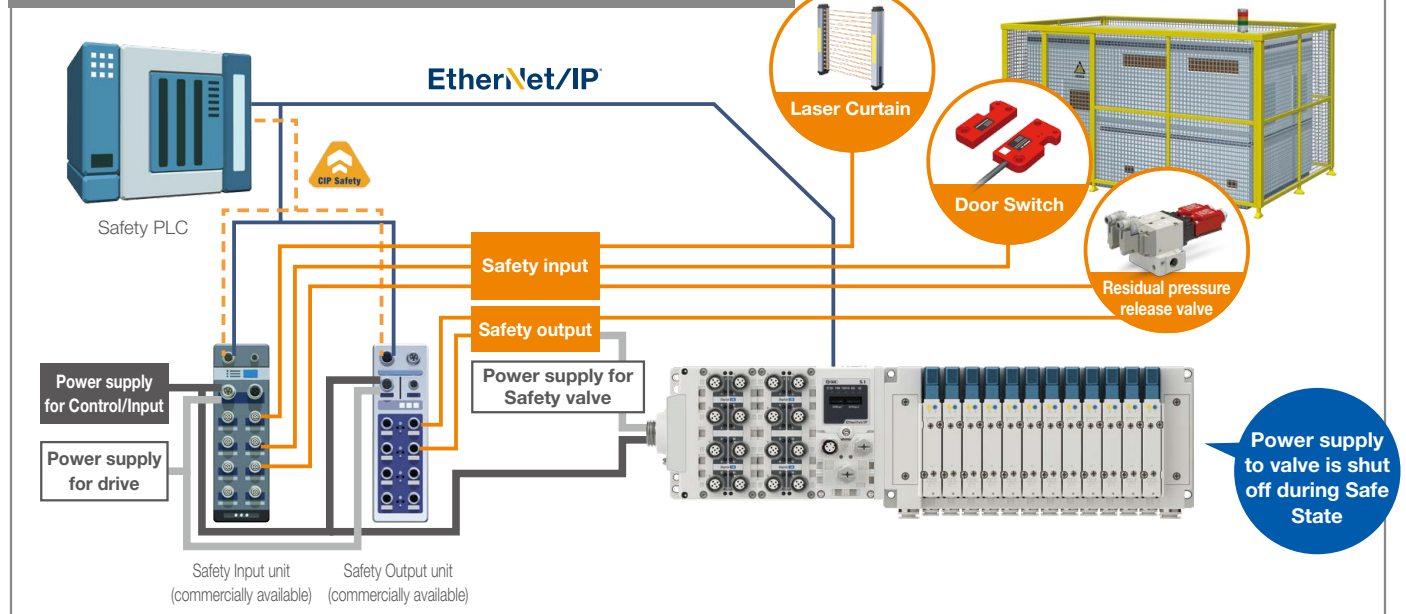 EtherNet/IP
CIP Safety
Safety PLC
Laser Curtain
Door Switch
Residual pressure
release valve
Safety input
Safety output
Power supply for
Safety valve
Power supply
for Control/Input
Power supply
for drive
Power supply
to valve is shut
off during Safe
State
Safety Input unit
(commercially available)
Safety Output unit
(commercially available)